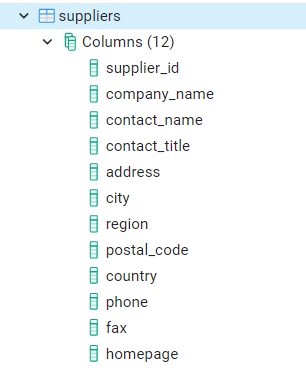 suppliers
Columns (12)
supplier_id
company_name
contact_name
contact_title
address
city
region
postal_code
country
phone
fax
homepage